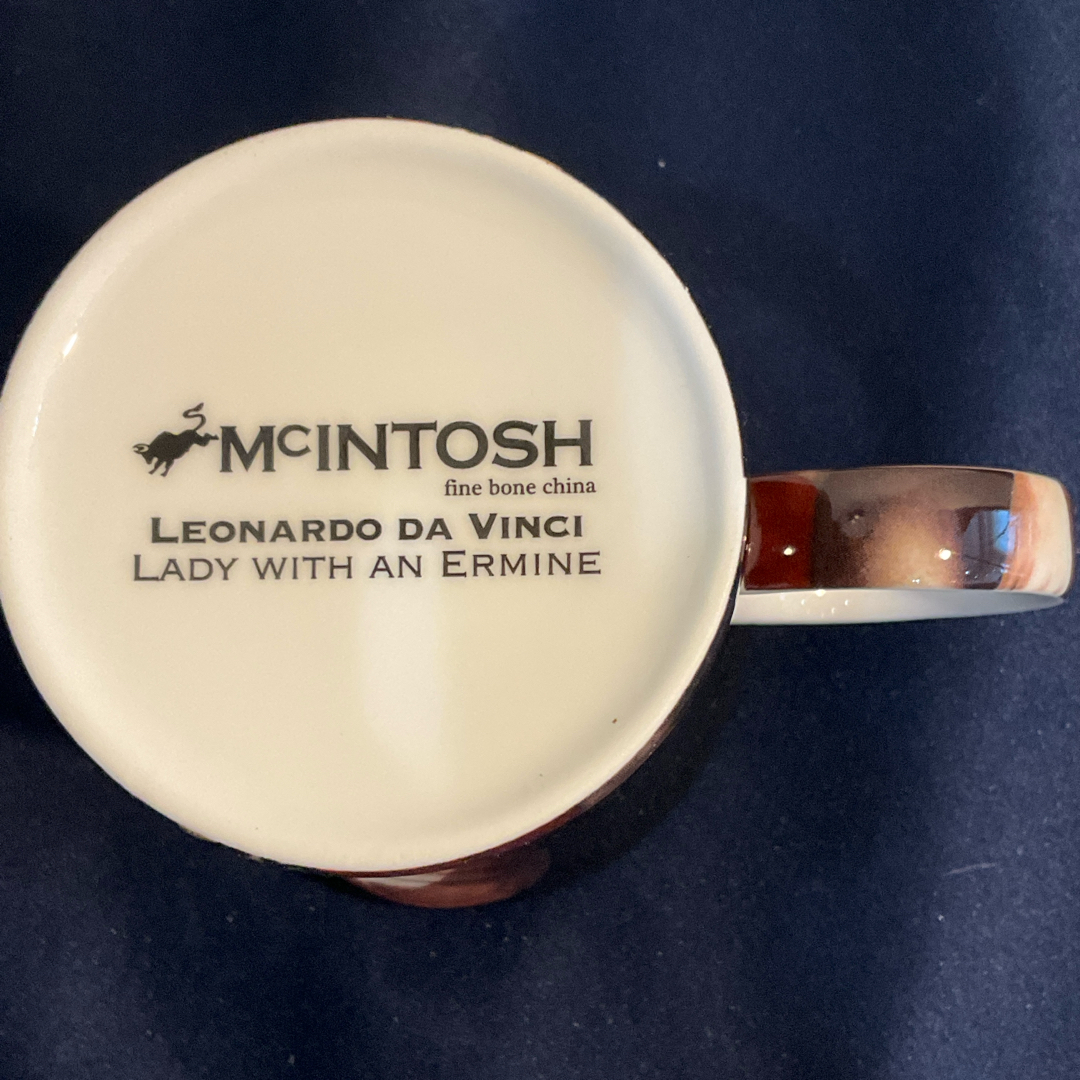 McINTOSH
fine bone china
LEONARDO DA VINCI
LADY WITH AN ERMINE